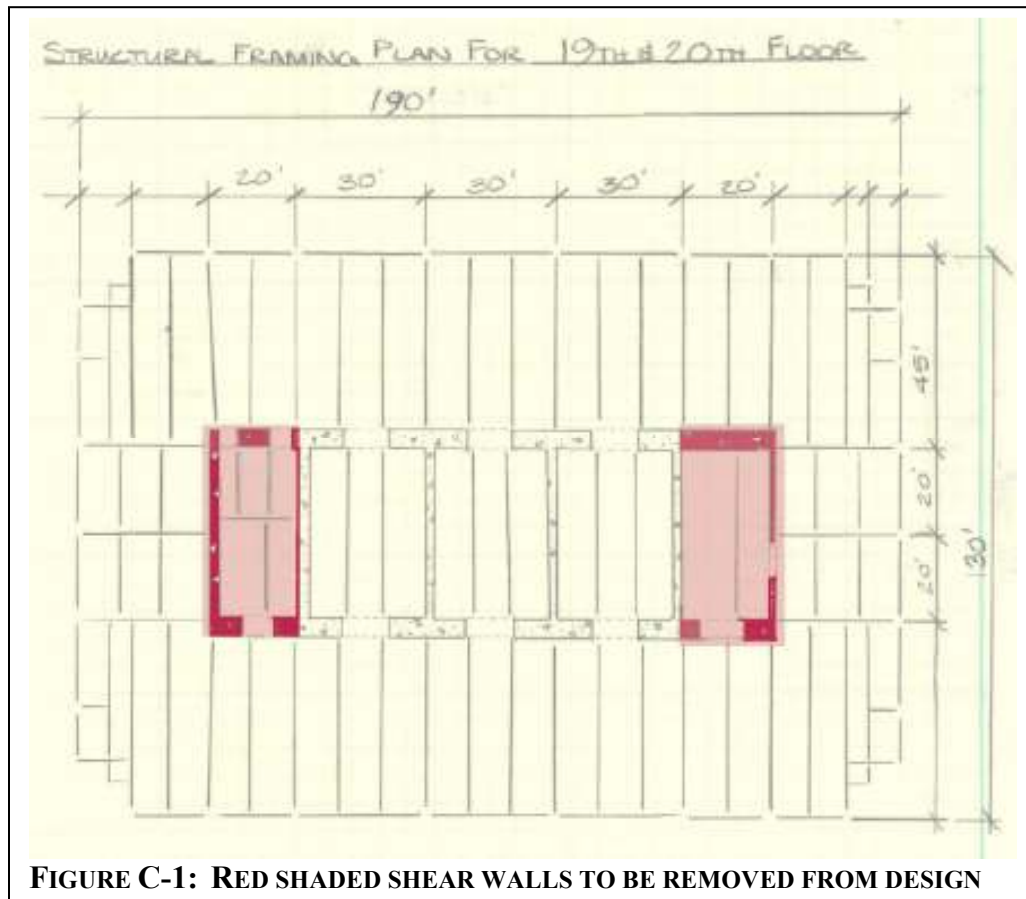 STRUCTURAL FRAMING PLAN FOR 19TH & 20TH FLOOR
190'
20' 30' 30' 30' 20'
45'
20'
20'
130'
FIGURE C-1: RED SHADED SHEAR WALLS TO BE REMOVED FROM DESIGN